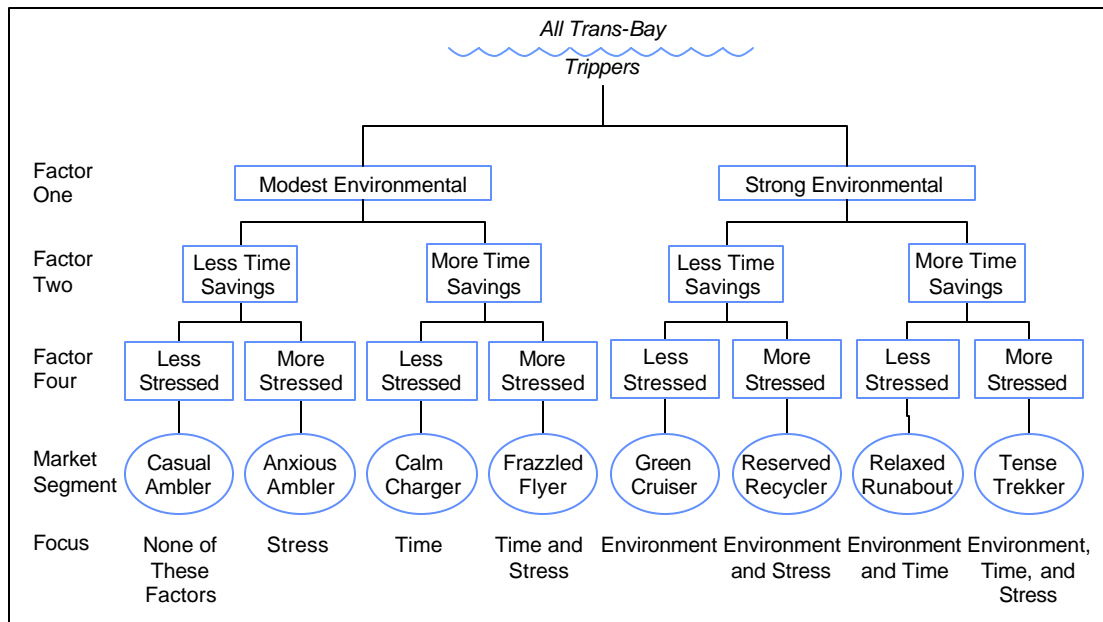 All Trans-Bay
Trippers
Factor
One
Modest Environmental
Strong Environmental
Factor
Two
Less Time
Savings
More Time
Savings
Less Time
Savings
More Time
Savings
Factor
Four
Less
Stressed
More
Stressed
Less
Stressed
More
Stressed
Less
Stressed
More
Stressed
Less
Stressed
More
Stressed
Market
Segment
Casual
Ambler
Anxious
Ambler
Calm
Charger
Frazzled
Flyer
Green
Cruiser
Reserved
Recycler
Relaxed
Runabout
Tense
Trekker
Focus
None of
These
Factors
Stress
Time
Time and
Stress
Environment
Environment
and Stress
Environment
and Time
Environment,
Time, and
Stress